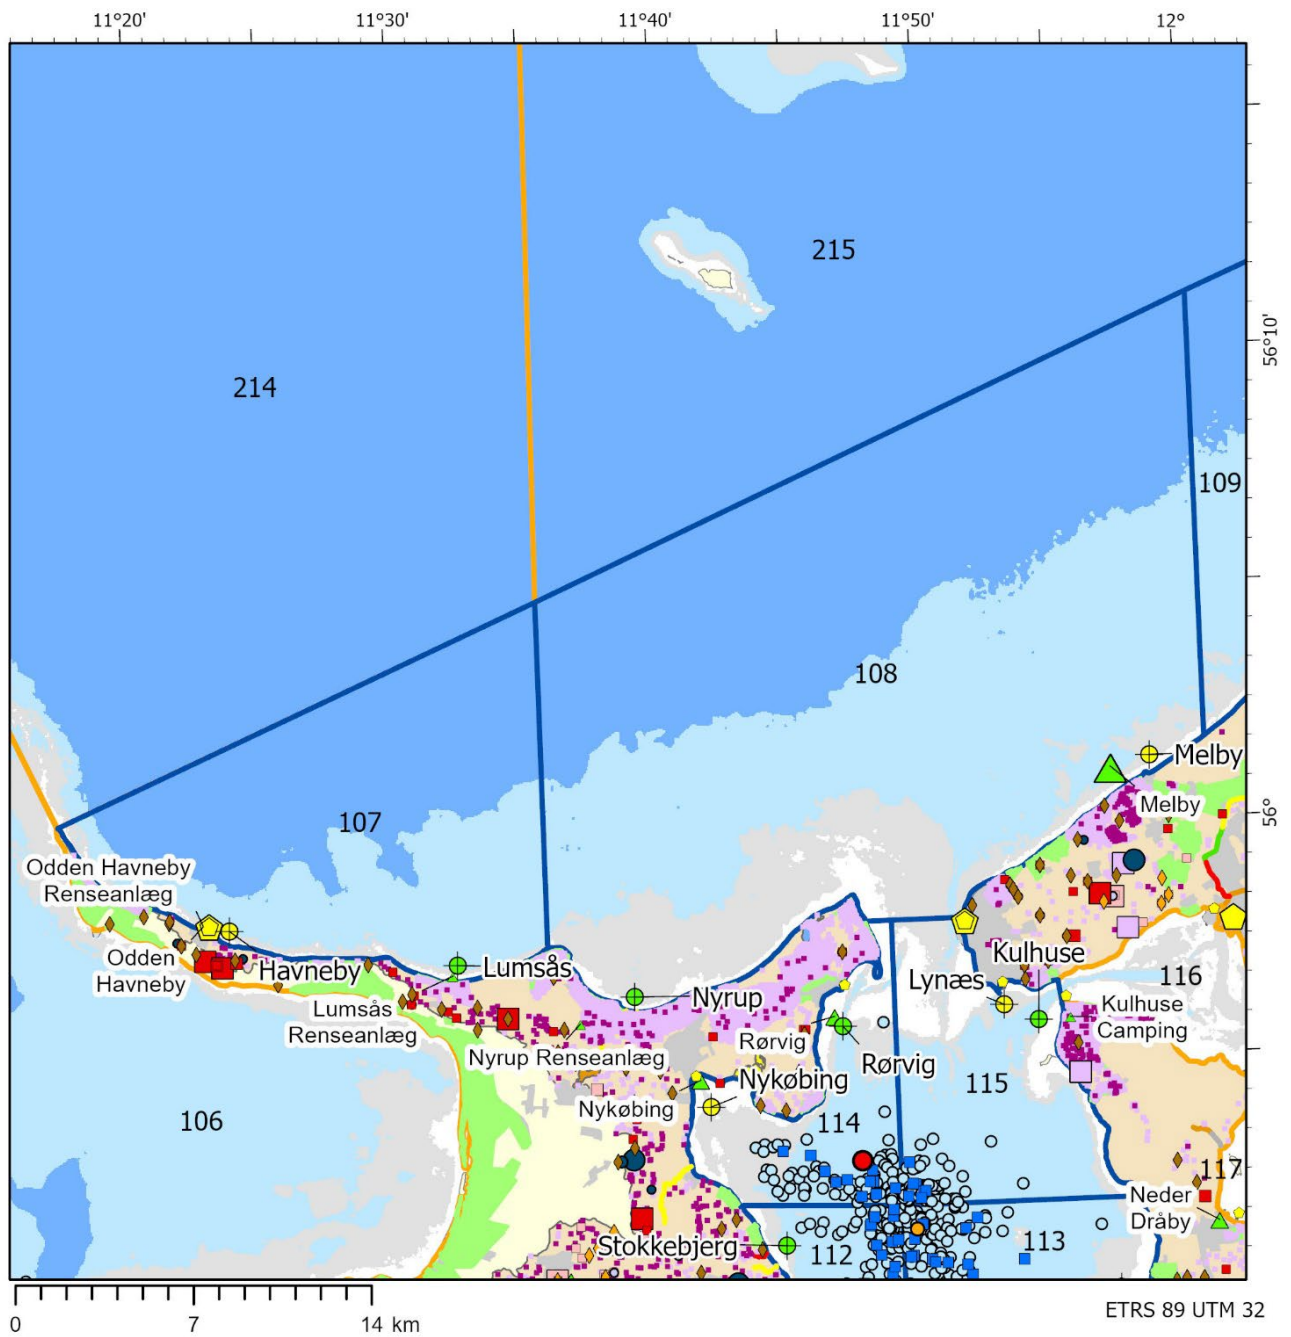 11°20'
11°30'
11°40'
11°50'
12°
215
56°10'
214
109
108
Melby
Melby
56°
107
Odden Havneby
Renseanlæg
Odden
Havneby
Havneby
Lumsås
Lumsås
Renseanlæg
Nyrup
Nyrup Renseanlæg
Kulhuse
Lynæs
116
Kulhuse
Camping
Rørvig
Rørvig
Nykøbing
Nykøbing
115
106
114
117
Neder
Dråby
Stokkebjerg
112
113
0
7
14 km
ETRS 89 UTM 32